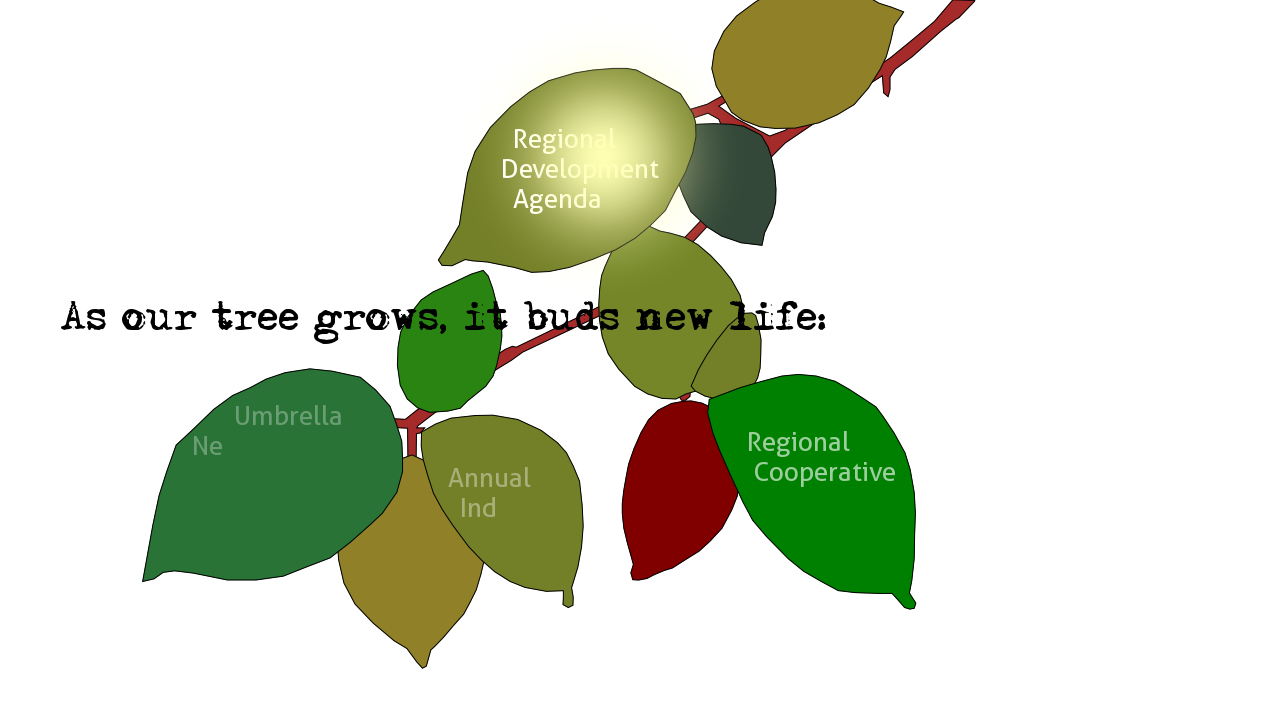 Regional
Development
Agenda
As our tree grows, it buds new life:
Umbrella
Ne
Annual
Ind
Regional
Cooperative